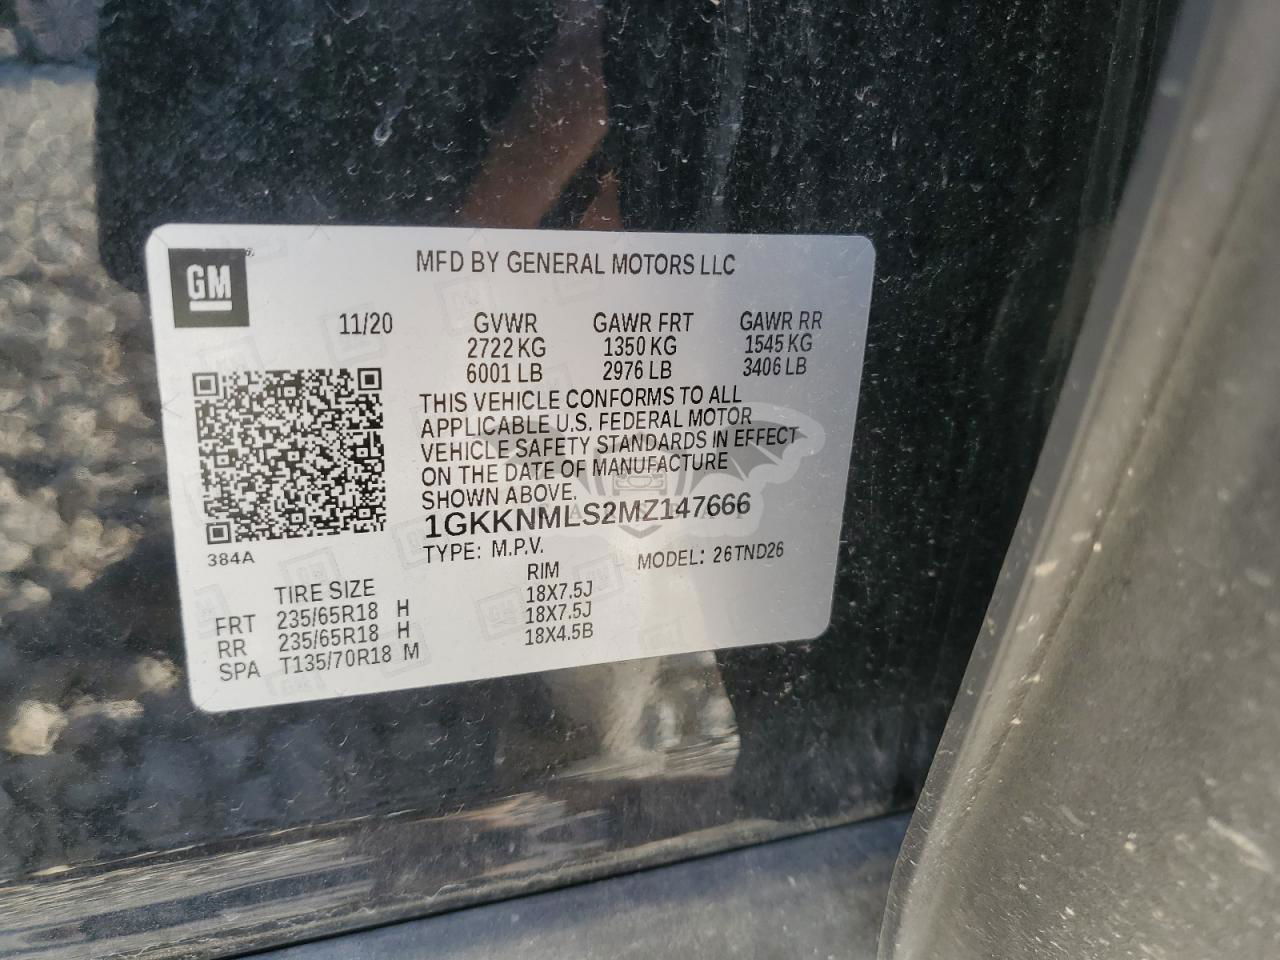 GM
MFD BY GENERAL MOTORS LLC
11/20 GVWR GAWR FRT GAWR RR
2722 KG 1350 KG 1545 KG
6001 LB 2976 LB 3406 LB
THIS VEHICLE CONFORMS TO ALL
APPLICABLE U.S. FEDERAL MOTOR
VEHICLE SAFETY STANDARDS IN EFFECT
ON THE DATE OF MANUFACTURE
SHOWN ABOVE.
1GKKNMLS2MZ147666
384A
TYPE: M.P.V. MODEL: 26TND26
TIRE SIZE RIM
FRT 235/65R18 H 18X7.5J
RR 235/65R18 H 18X7.5J
SPA T135/70R18 M 18X4.5B